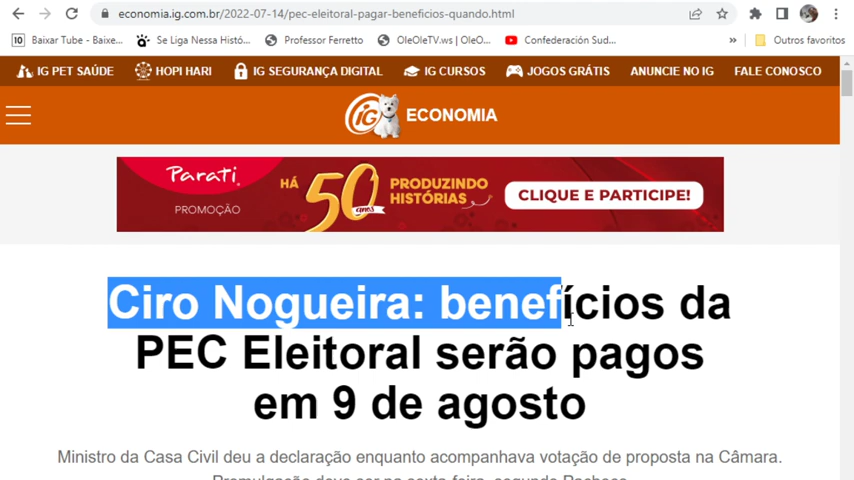 economia.ig.com.br/2022-07-14/pec-eleitoral-pagar-beneficios-quando.html
Baixar Tube - Baixe... Se Liga Nessa Histó... Professor Ferretto OleOleTV.ws | OleO... Confederación Sud... » Outros favoritos
IG PET SAÚDE HOPI HARI IG SEGURANÇA DIGITAL IG CURSOS JOGOS GRÁTIS ANUNCIE NO IG FALE CONOSCO
iG ECONOMIA
Parati
PROMOÇÃO
HÁ 50 anos PRODUZINDO
HISTÓRIAS
CLIQUE E PARTICIPE!
Ciro Nogueira: benefícios da
PEC Eleitoral serão pagos
em 9 de agosto
Ministro da Casa Civil deu a declaração enquanto acompanhava votação de proposta na Câmara.
Promulgação deve ser na sexta-feira, segundo Pacheco